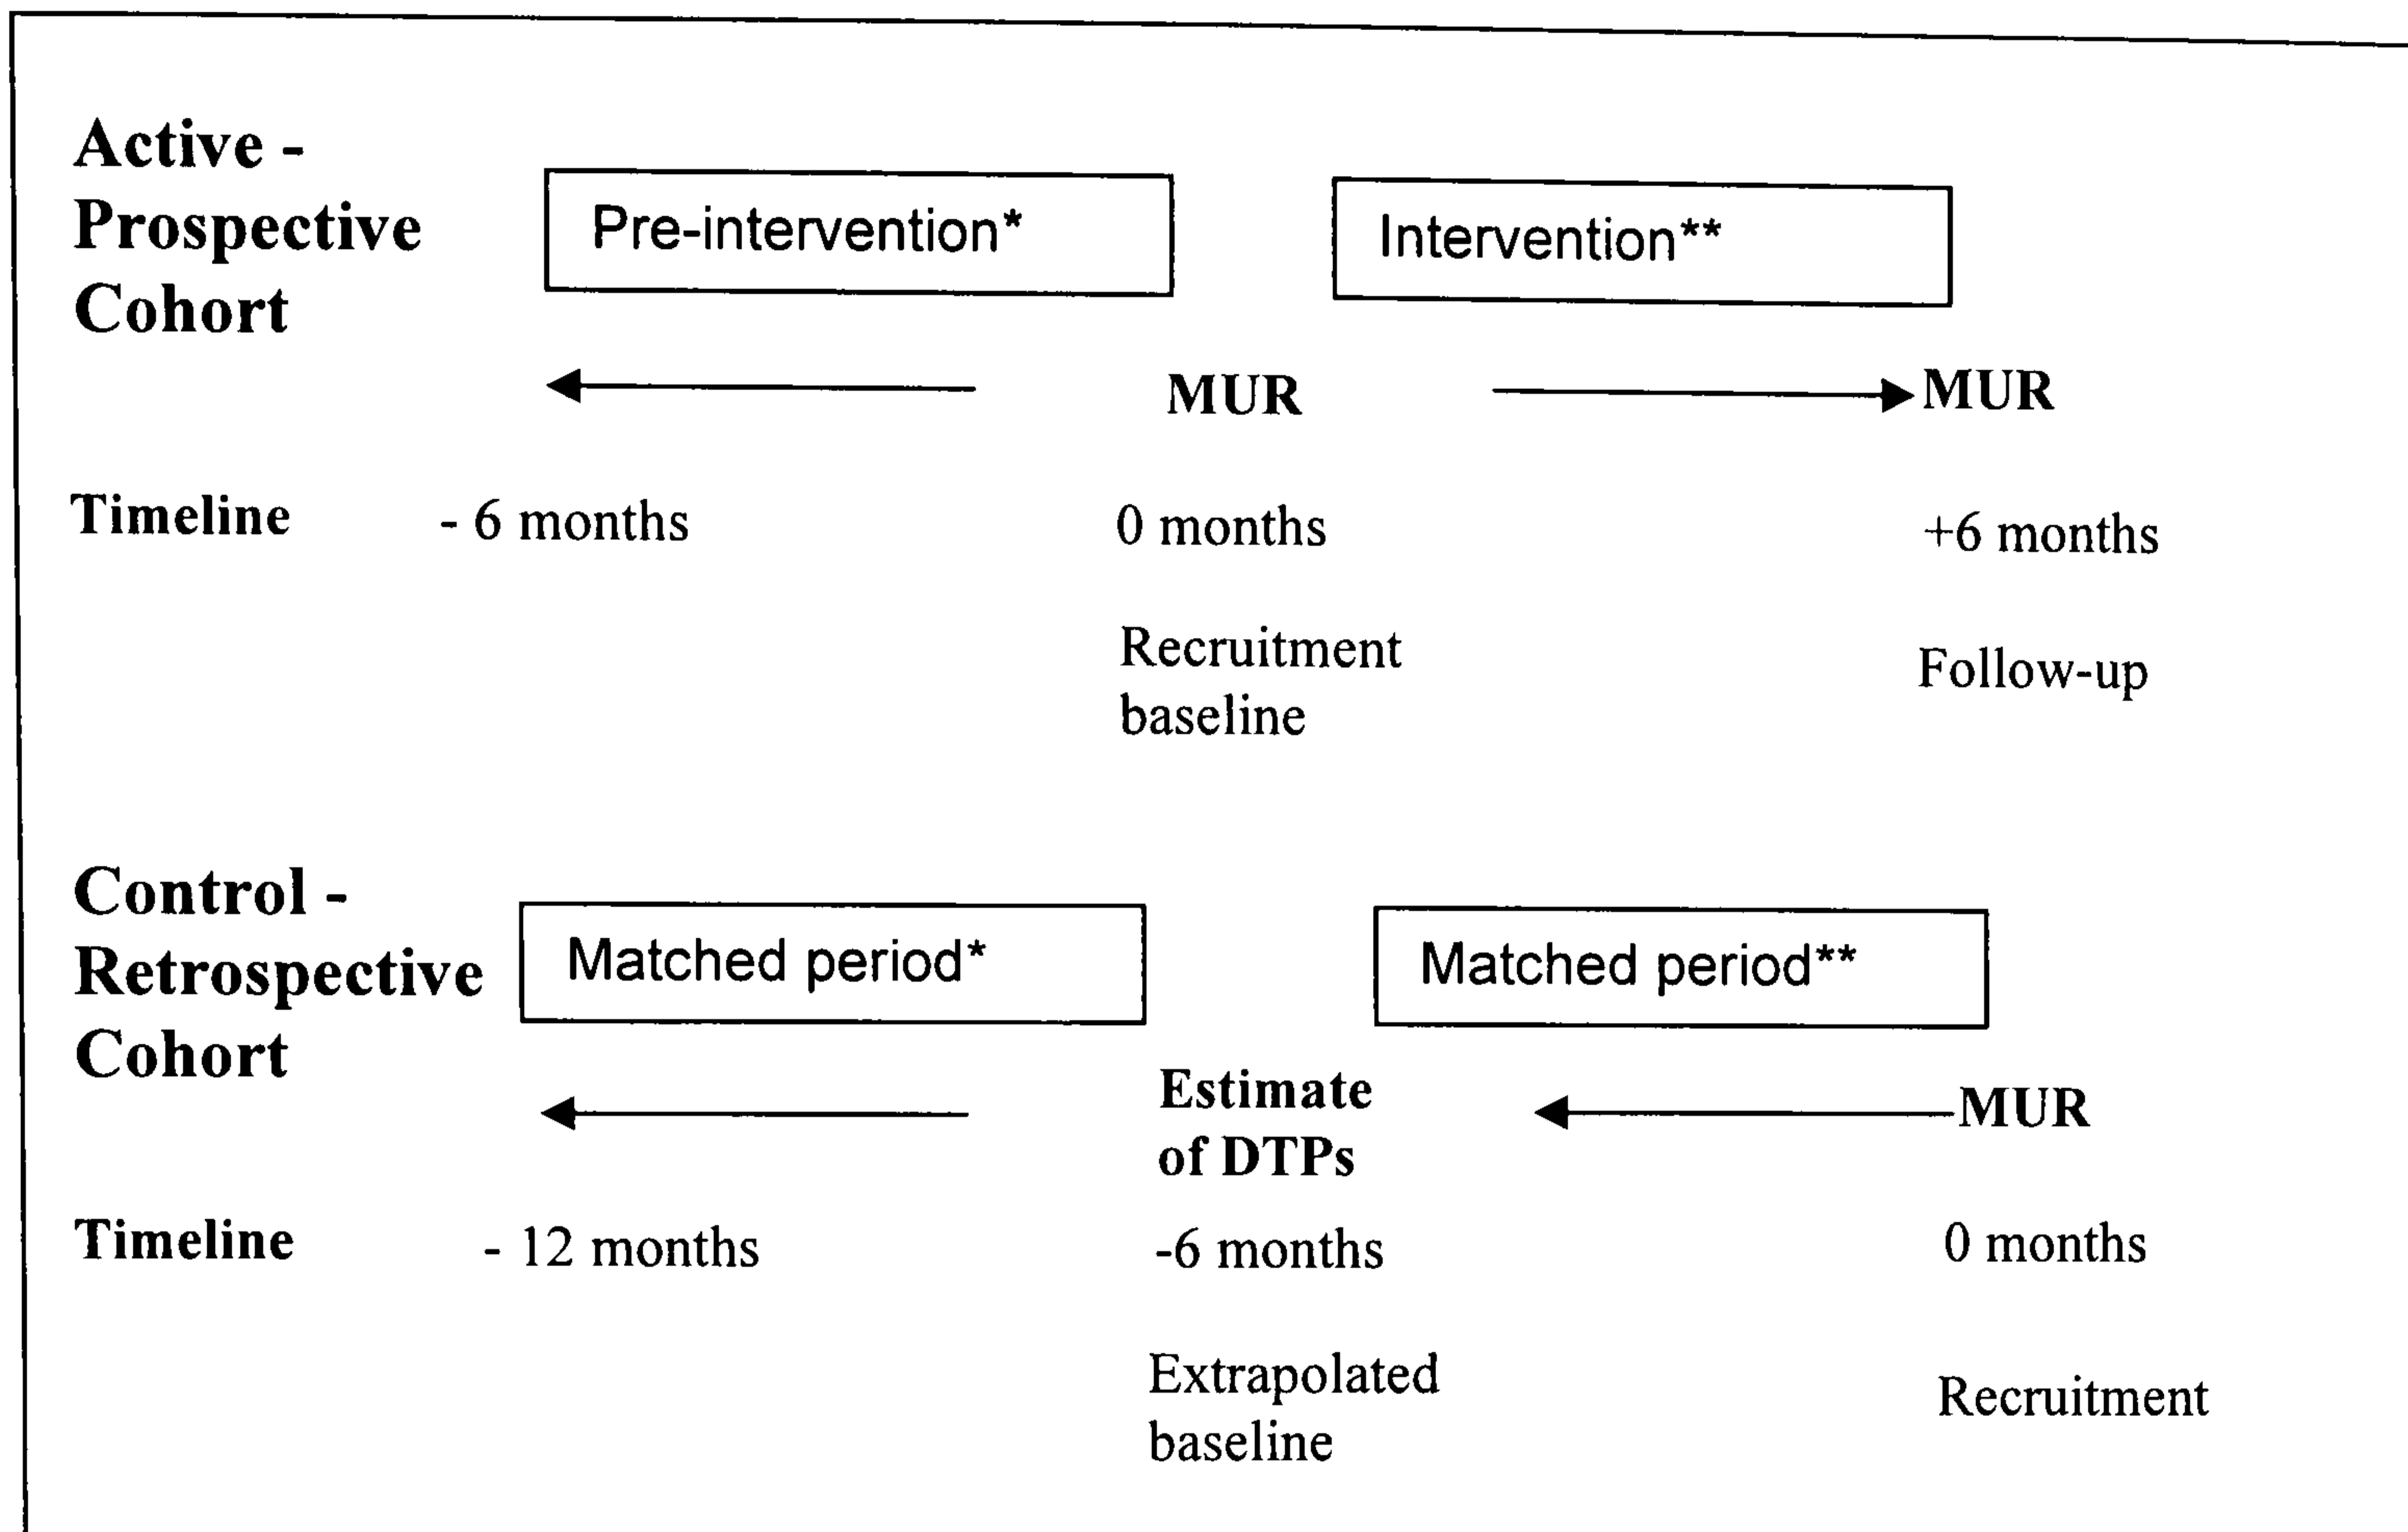 Active -
Prospective
Cohort
Pre-intervention*
Intervention**
MUR
MUR
Timeline
- 6 months
0 months
+6 months
Recruitment
baseline
Follow-up
Control -
Retrospective
Cohort
Matched period*
Matched period**
Estimate
of DTPs
MUR
Timeline
- 12 months
-6 months
0 months
Extrapolated
baseline
Recruitment